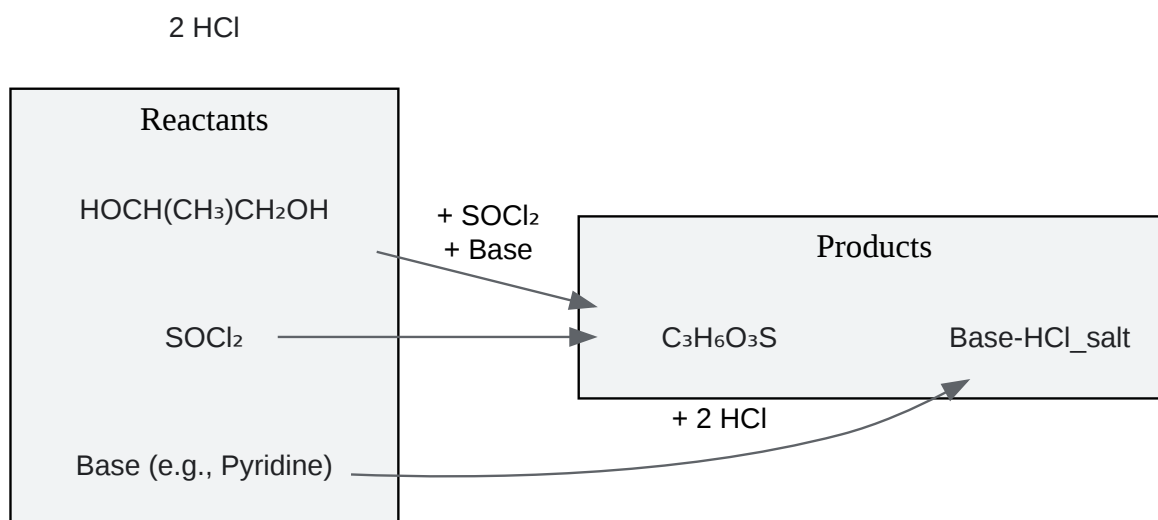 2 HCl
Reactants
HOCH(CH₃)CH₂OH
+ SOCl₂
+ Base
Products
SOCl₂
C₃H₆O₃S
Base-HCl_salt
+ 2 HCl
Base (e.g., Pyridine)